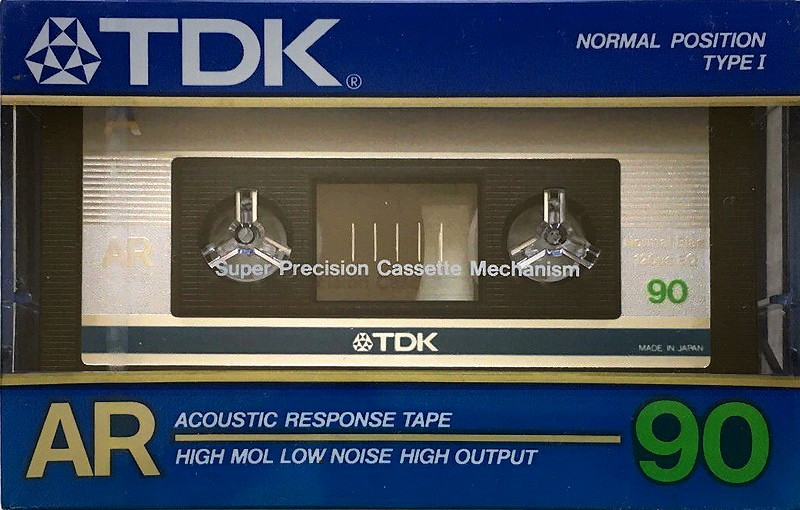 TDK®
NORMAL POSITION
TYPE I
A
AR
Super Precision Cassette Mechanism
90
TDK
MADE IN JAPAN
AR
ACOUSTIC RESPONSE TAPE
HIGH MOL LOW NOISE HIGH OUTPUT
90